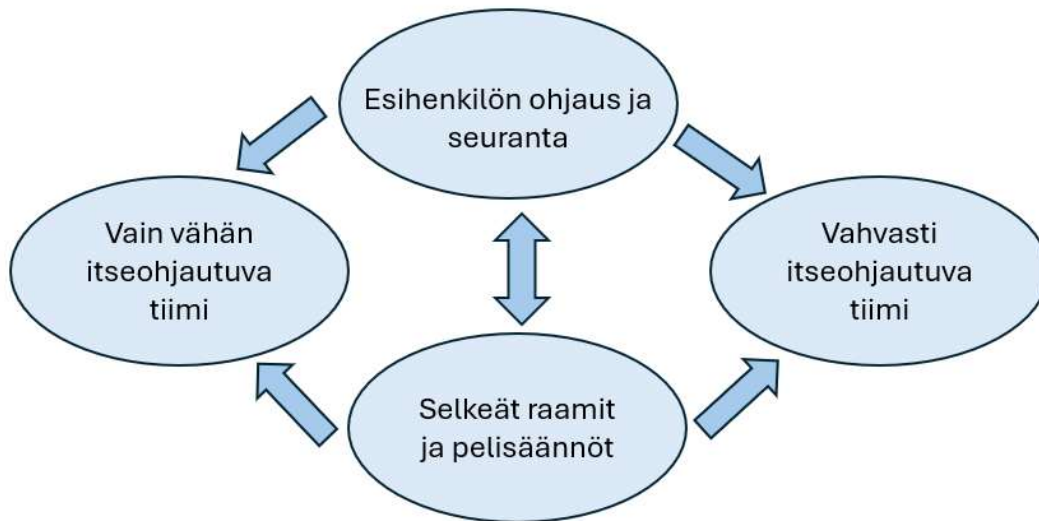 Esihenkilön ohjaus ja
seuranta
Vain vähän
itseohjautuva
tiimi
Vahvasti
itseohjautuva
tiimi
Selkeät raamit
ja pelisäännöt